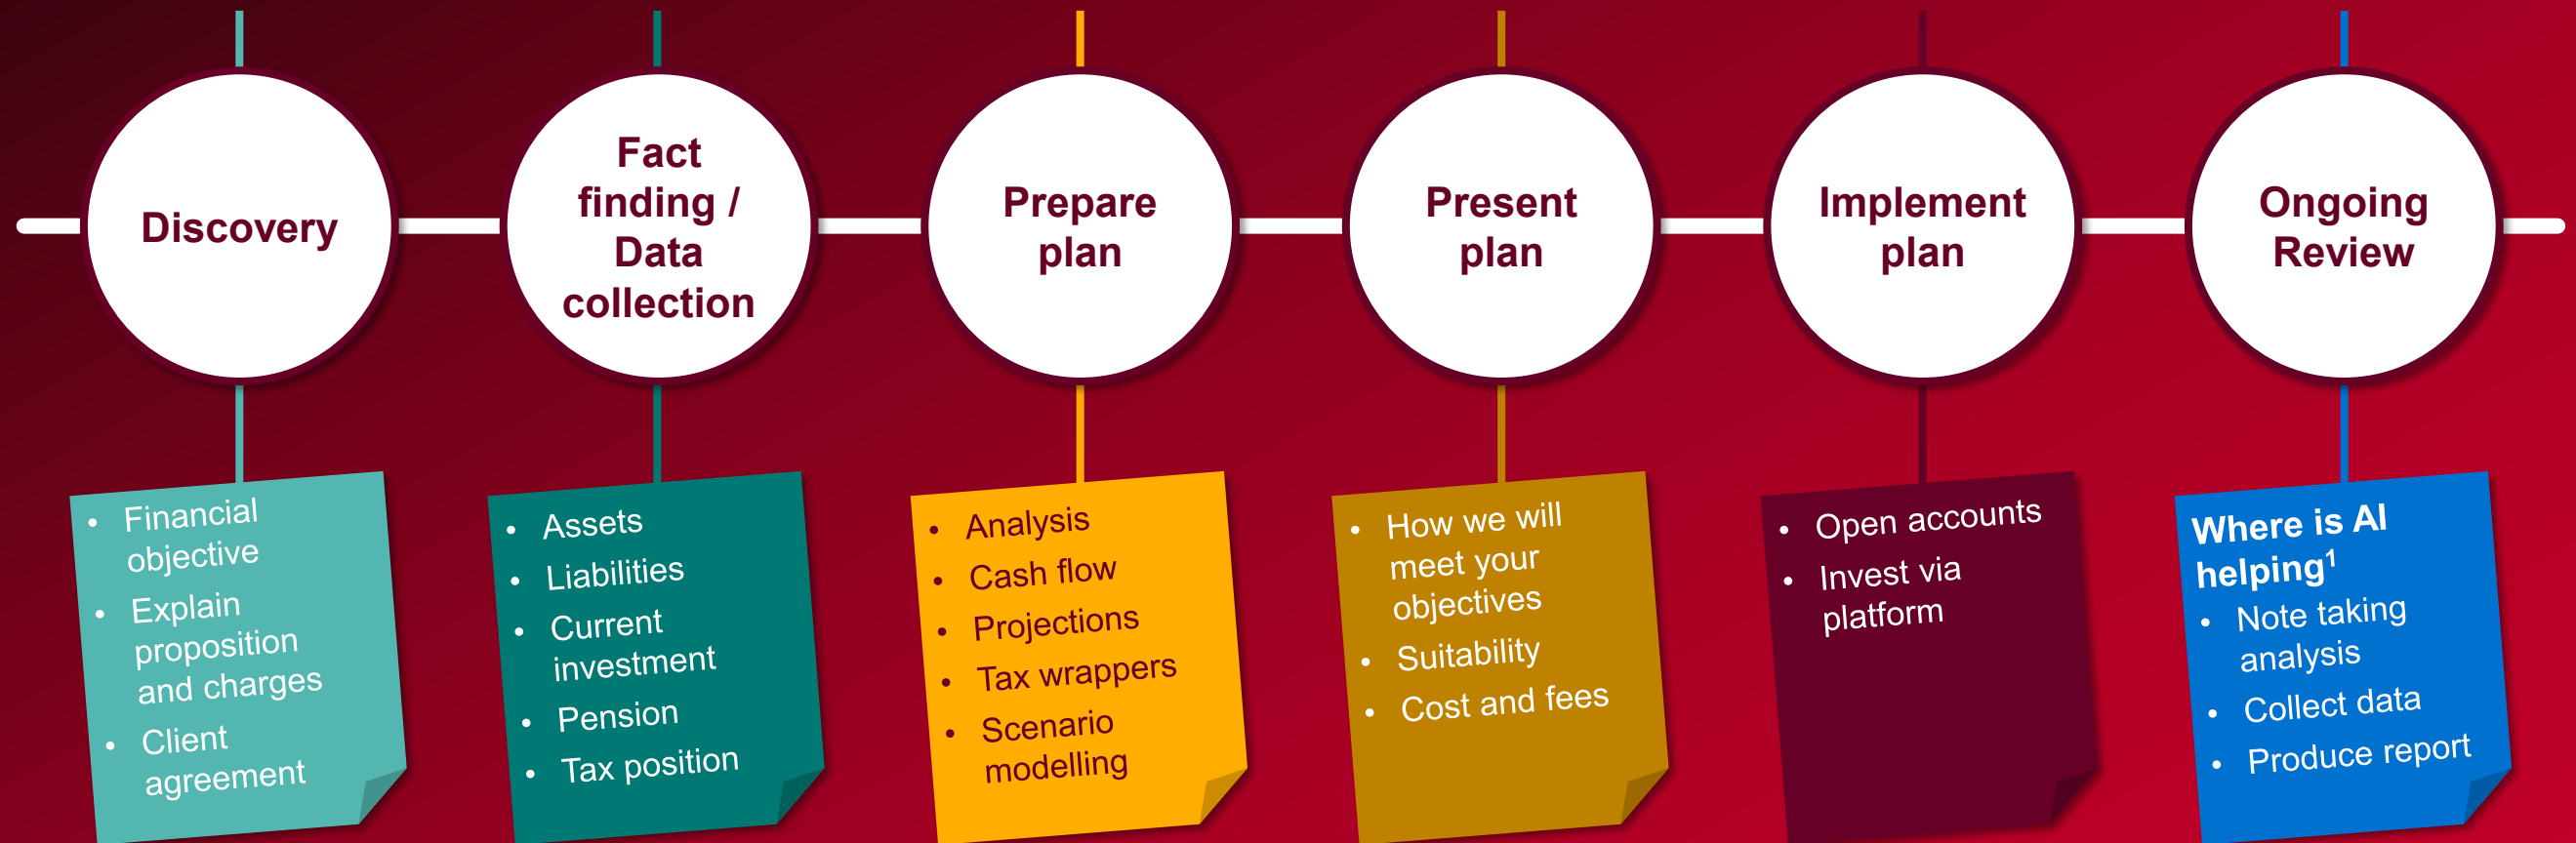 Discovery
Fact
finding /
Data
collection
Prepare
plan
Present
plan
Implement
plan
Ongoing
Review
• Financial
objective
• Explain
proposition
and charges
• Client
agreement
• Assets
• Liabilities
• Current
investment
• Pension
• Tax position
• Analysis
• Cash flow
• Projections
• Tax wrappers
• Scenario
modelling
• How we will
meet your
objectives
• Suitability
• Cost and fees
• Open accounts
• Invest via
platform
Where is AI
helping¹
• Note taking
analysis
• Collect data
• Produce report